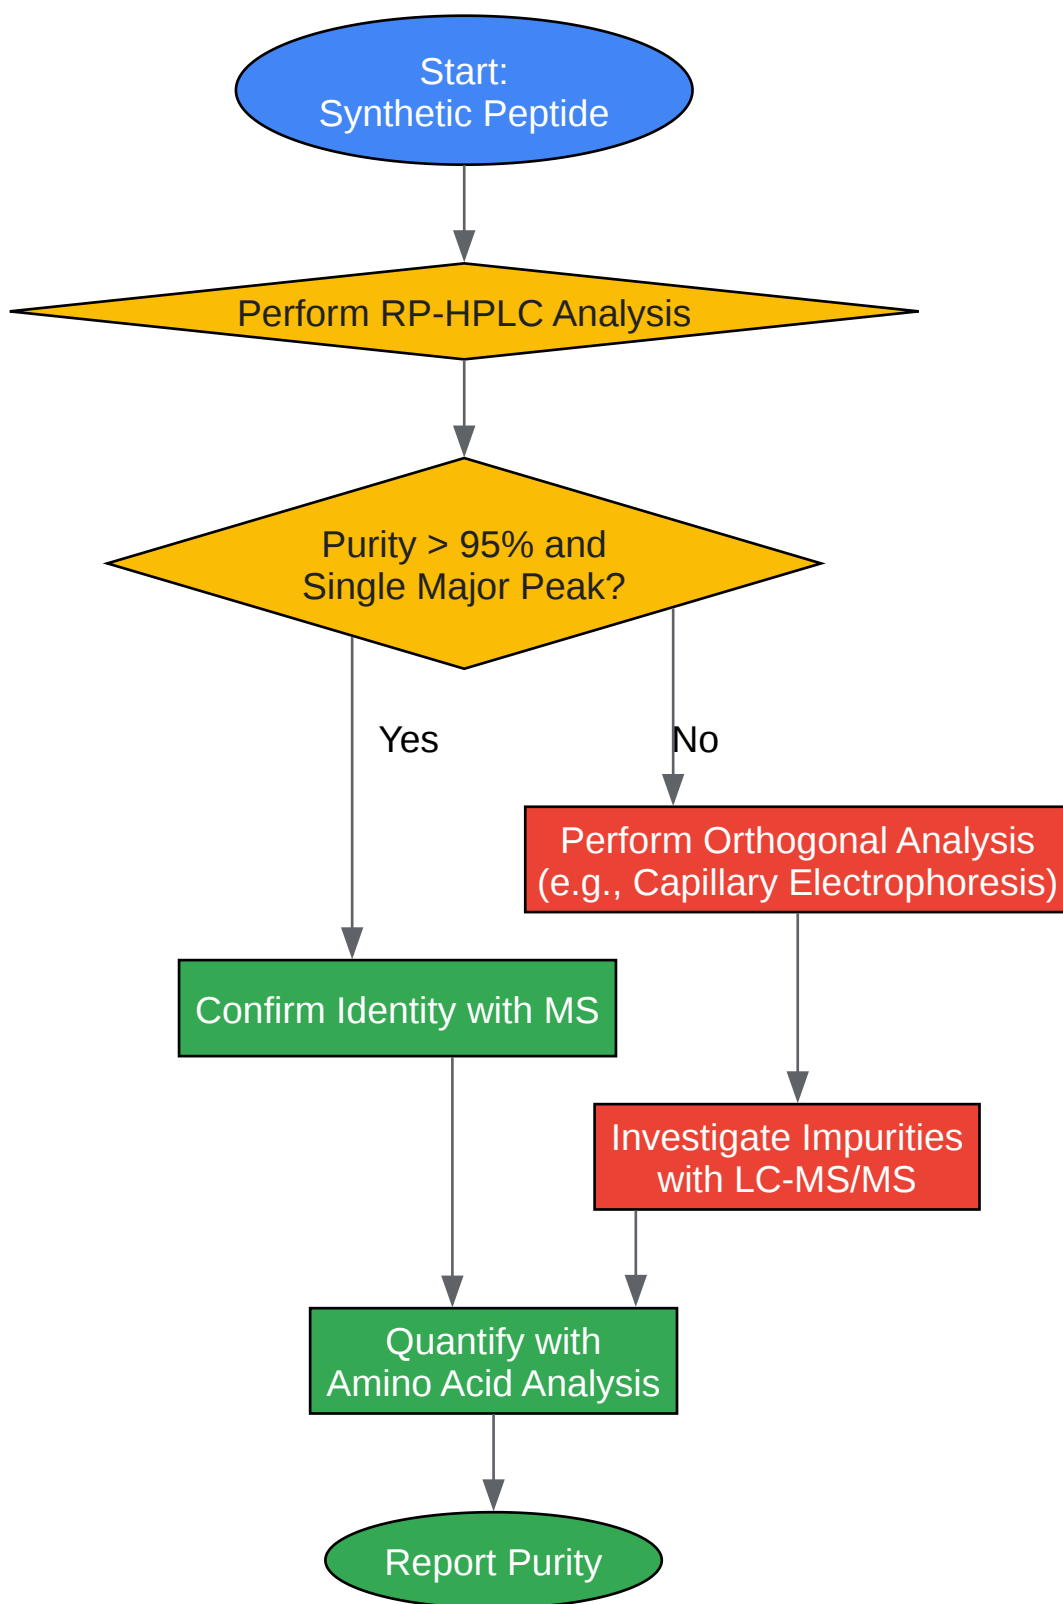 Start:
Synthetic Peptide
Perform RP-HPLC Analysis
Purity > 95% and
Single Major Peak?
Yes
No
Perform Orthogonal Analysis
(e.g., Capillary Electrophoresis)
Confirm Identity with MS
Investigate Impurities
with LC-MS/MS
Quantify with
Amino Acid Analysis
Report Purity